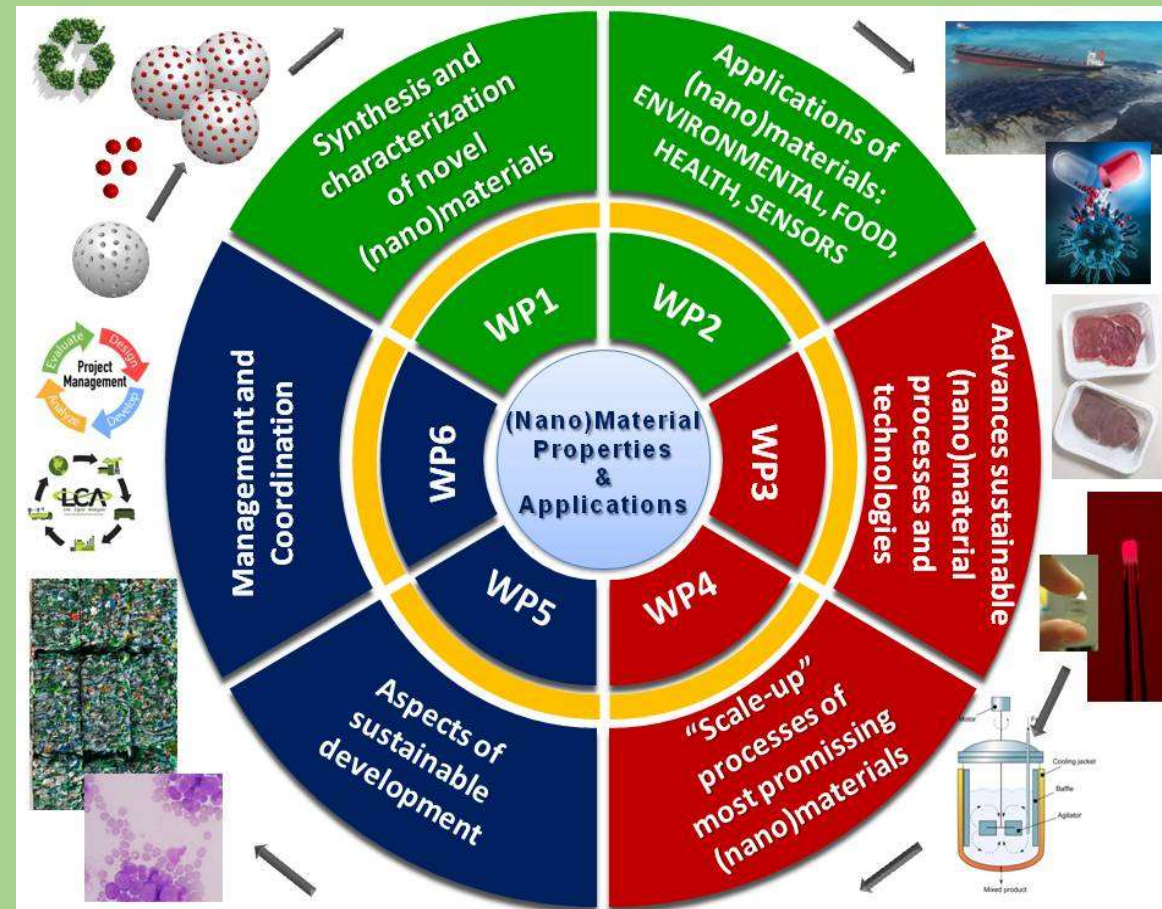 Synthesis and
characterization
of novel
(nano)materials
Applications of
(nano)materials:
ENVIRONMENTAL, FOOD,
HEALTH, SENSORS
WP1
WP2
Evaluate
Design
Project
Management
Analyze
Develop
Management and
Coordination
WP6
(Nano)Material
Properties
&
Applications
WP3
Advances sustainable
(nano)material
processes and
technologies
LCA
WP5
WP4
Aspects of
sustainable
development
“Scale-up”
processes of
most promissing
(nano)materials
Motor
Cooling jacket
Baffle
Agitator
Mixed product